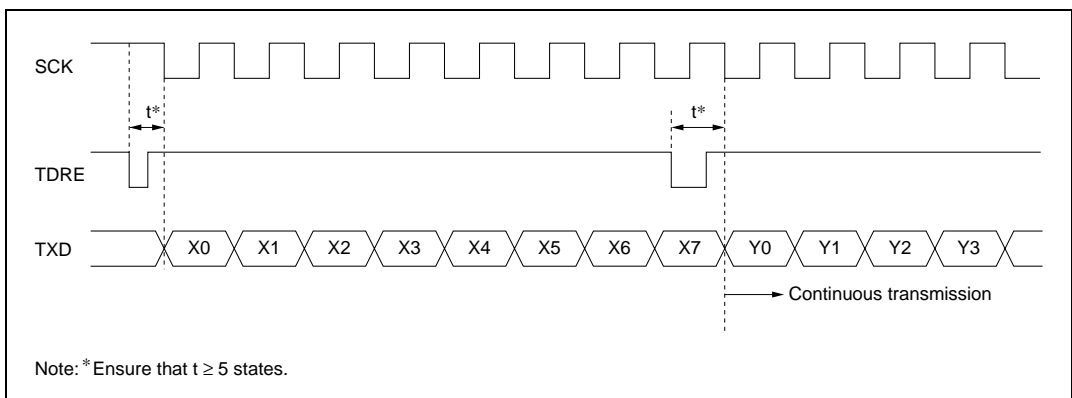 SCK
t* t*
TDRE
TXD X0 X1 X2 X3 X4 X5 X6 X7 Y0 Y1 Y2 Y3
Continuous transmission
Note: * Ensure that t ≥ 5 states.